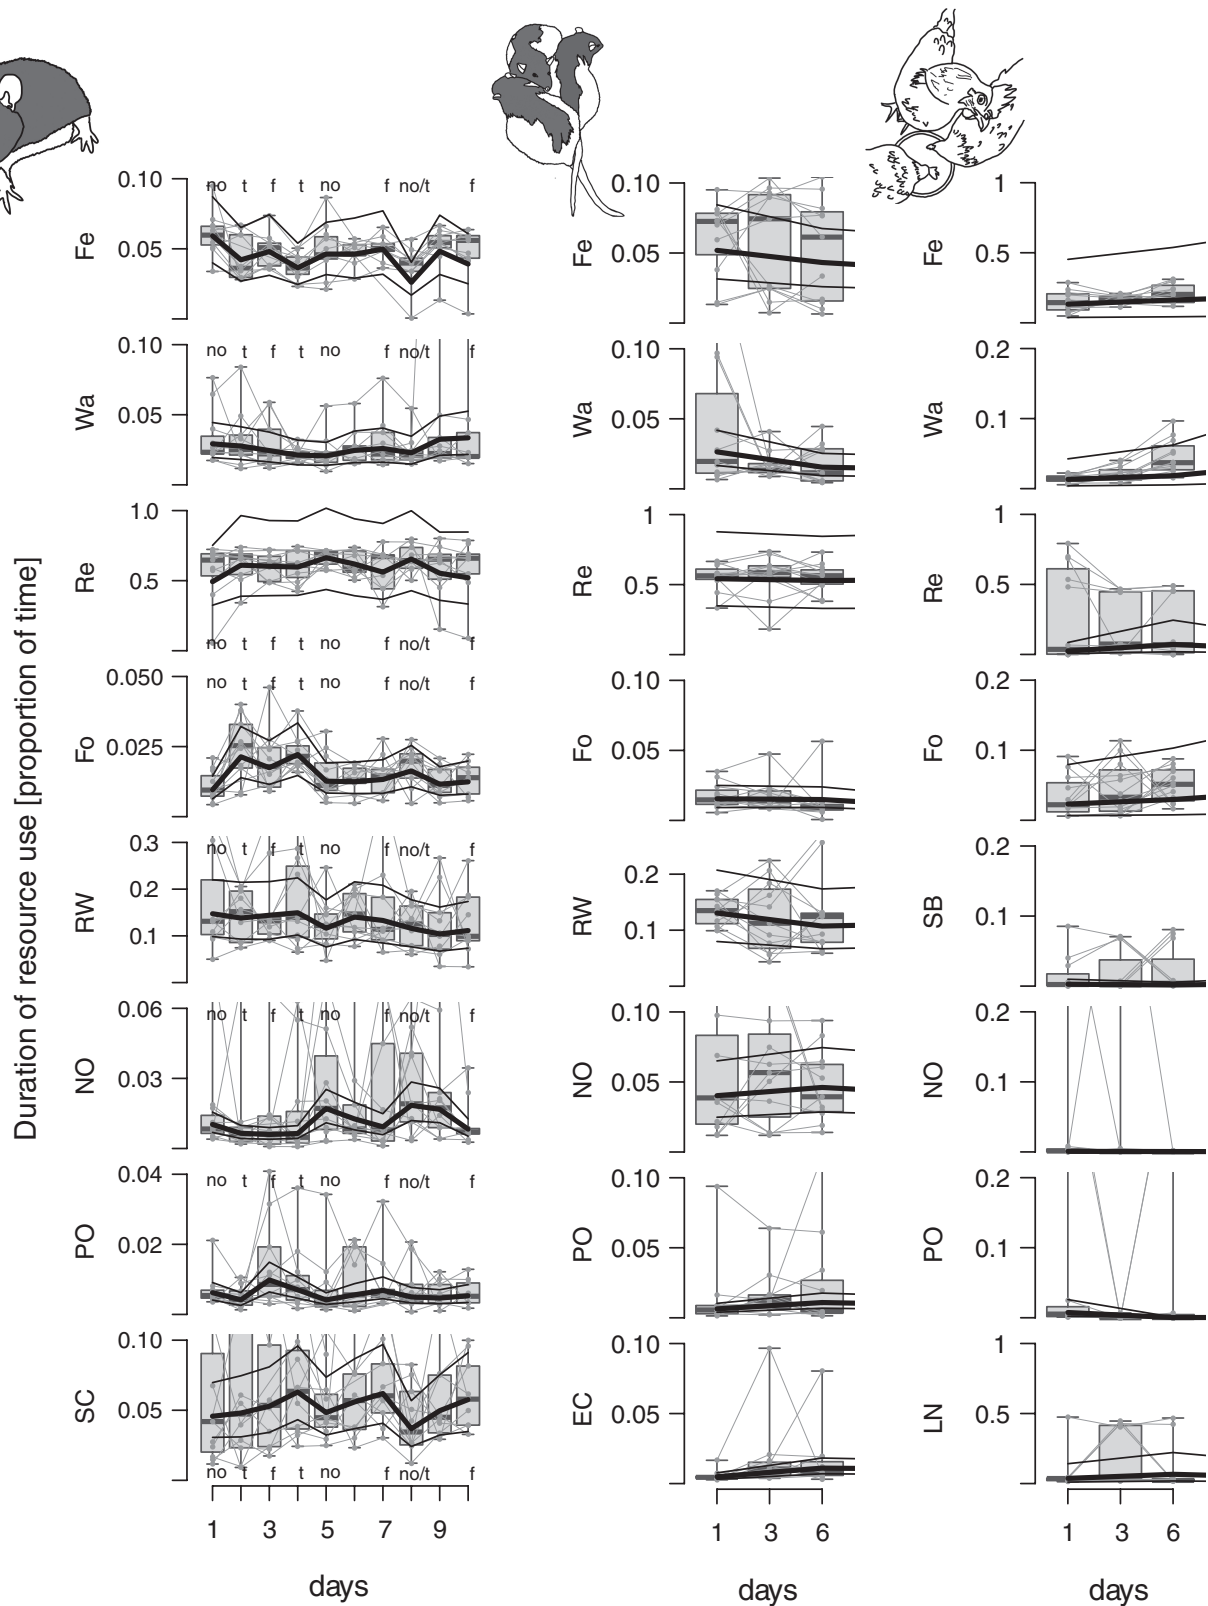 Duration of resource use [proportion of time]
0.10 no t f t no f no/t f 0.10 1
Fe 0.05 Fe 0.05 Fe 0.5
0.10 no t f t no f no/t f 0.10 0.2
Wa 0.05 Wa 0.05 Wa 0.1
1.0 1 1
Re 0.5 Re 0.5 Re 0.5
no t f t no f no/t f
0.050 no t f t no f no/t f 0.10 0.2
Fo 0.025 Fo 0.05 Fo 0.1
0.3 no t f t no f no/t f 0.2
RW 0.2 RW 0.2 SB
0.1 0.1 0.1
0.06 no t f t no f no/t f 0.10 0.2
NO 0.03 NO 0.05 NO 0.1
0.04 no t f t no f no/t f 0.10 0.2
PO 0.02 PO 0.05 PO 0.1
0.10 0.10 1
SC 0.05 EC 0.05 LN 0.5
no t f t no f no/t f
1 3 5 7 9 1 3 6 1 3 6
days days days